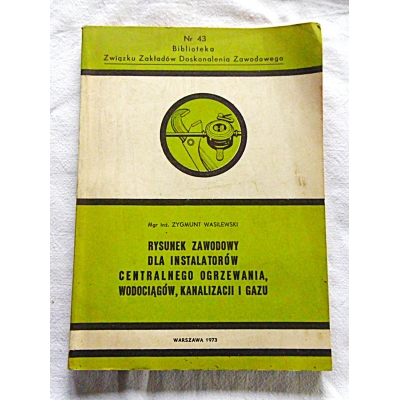 Nr 43
Biblioteka
Związku Zakładów Doskonalenia Zawodowego
Mgr inż. ZYGMUNT WASILEWSKI
RYSUNEK ZAWODOWY
DLA INSTALATORÓW
CENTRALNEGO OGRZEWANIA,
WODOCIĄGÓW, KANALIZACJI I GAZU
WARSZAWA 1973